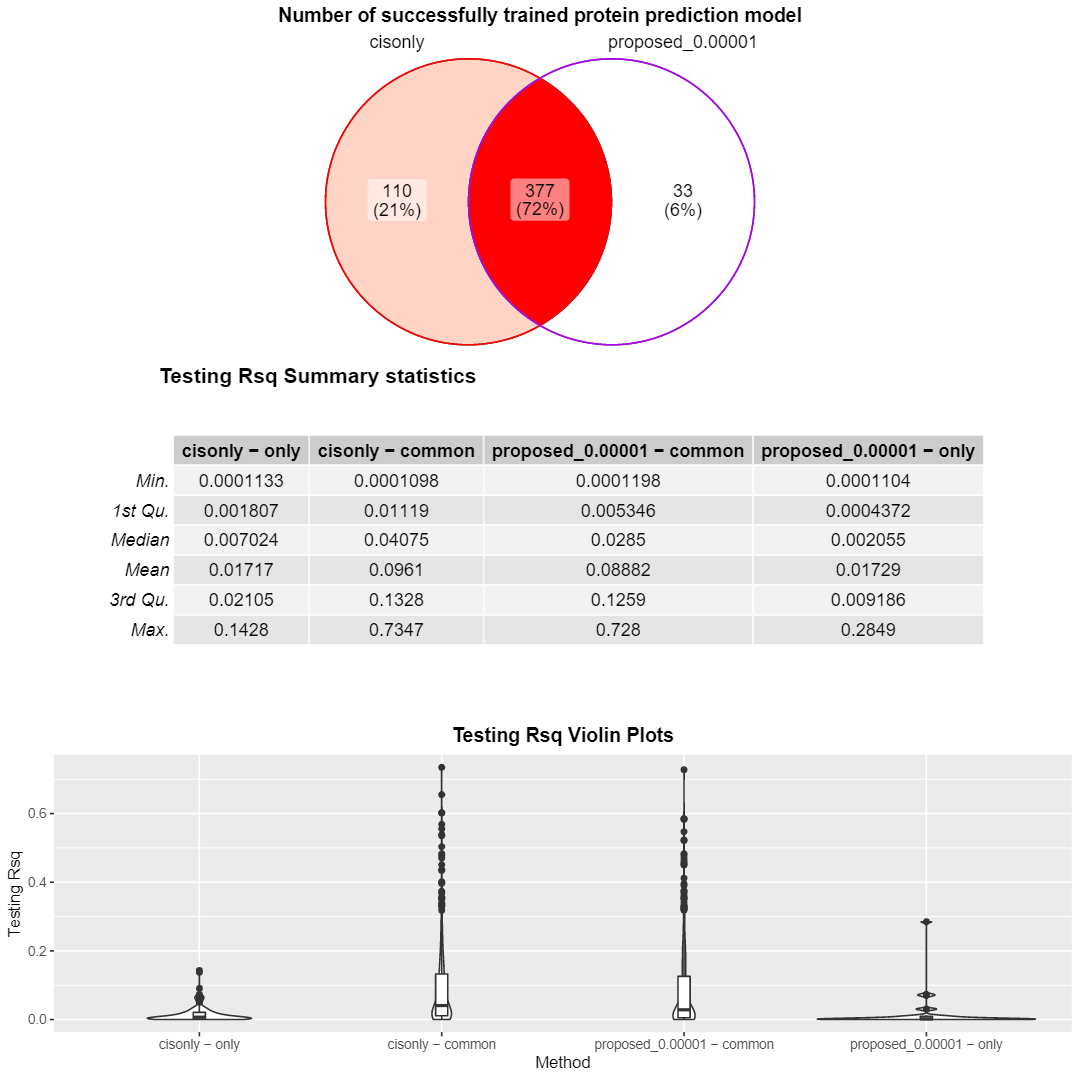 Number of successfully trained protein prediction model
cisonly proposed_0.00001
110 377 33
(21%) (72%) (6%)
Testing Rsq Summary statistics
cisonly − only cisonly − common proposed_0.00001 − common proposed_0.00001 − only
Min. 0.0001133 0.0001098 0.0001198 0.0001104
1st Qu. 0.001807 0.01119 0.005346 0.0004372
Median 0.007024 0.04075 0.0285 0.002055
Mean 0.01717 0.0961 0.08882 0.01729
3rd Qu. 0.02105 0.1328 0.1259 0.009186
Max. 0.1428 0.7347 0.728 0.2849
Testing Rsq Violin Plots
Testing Rsq
0.6
0.4
0.2
0.0
cisonly − only cisonly − common proposed_0.00001 − common proposed_0.00001 − only
Method